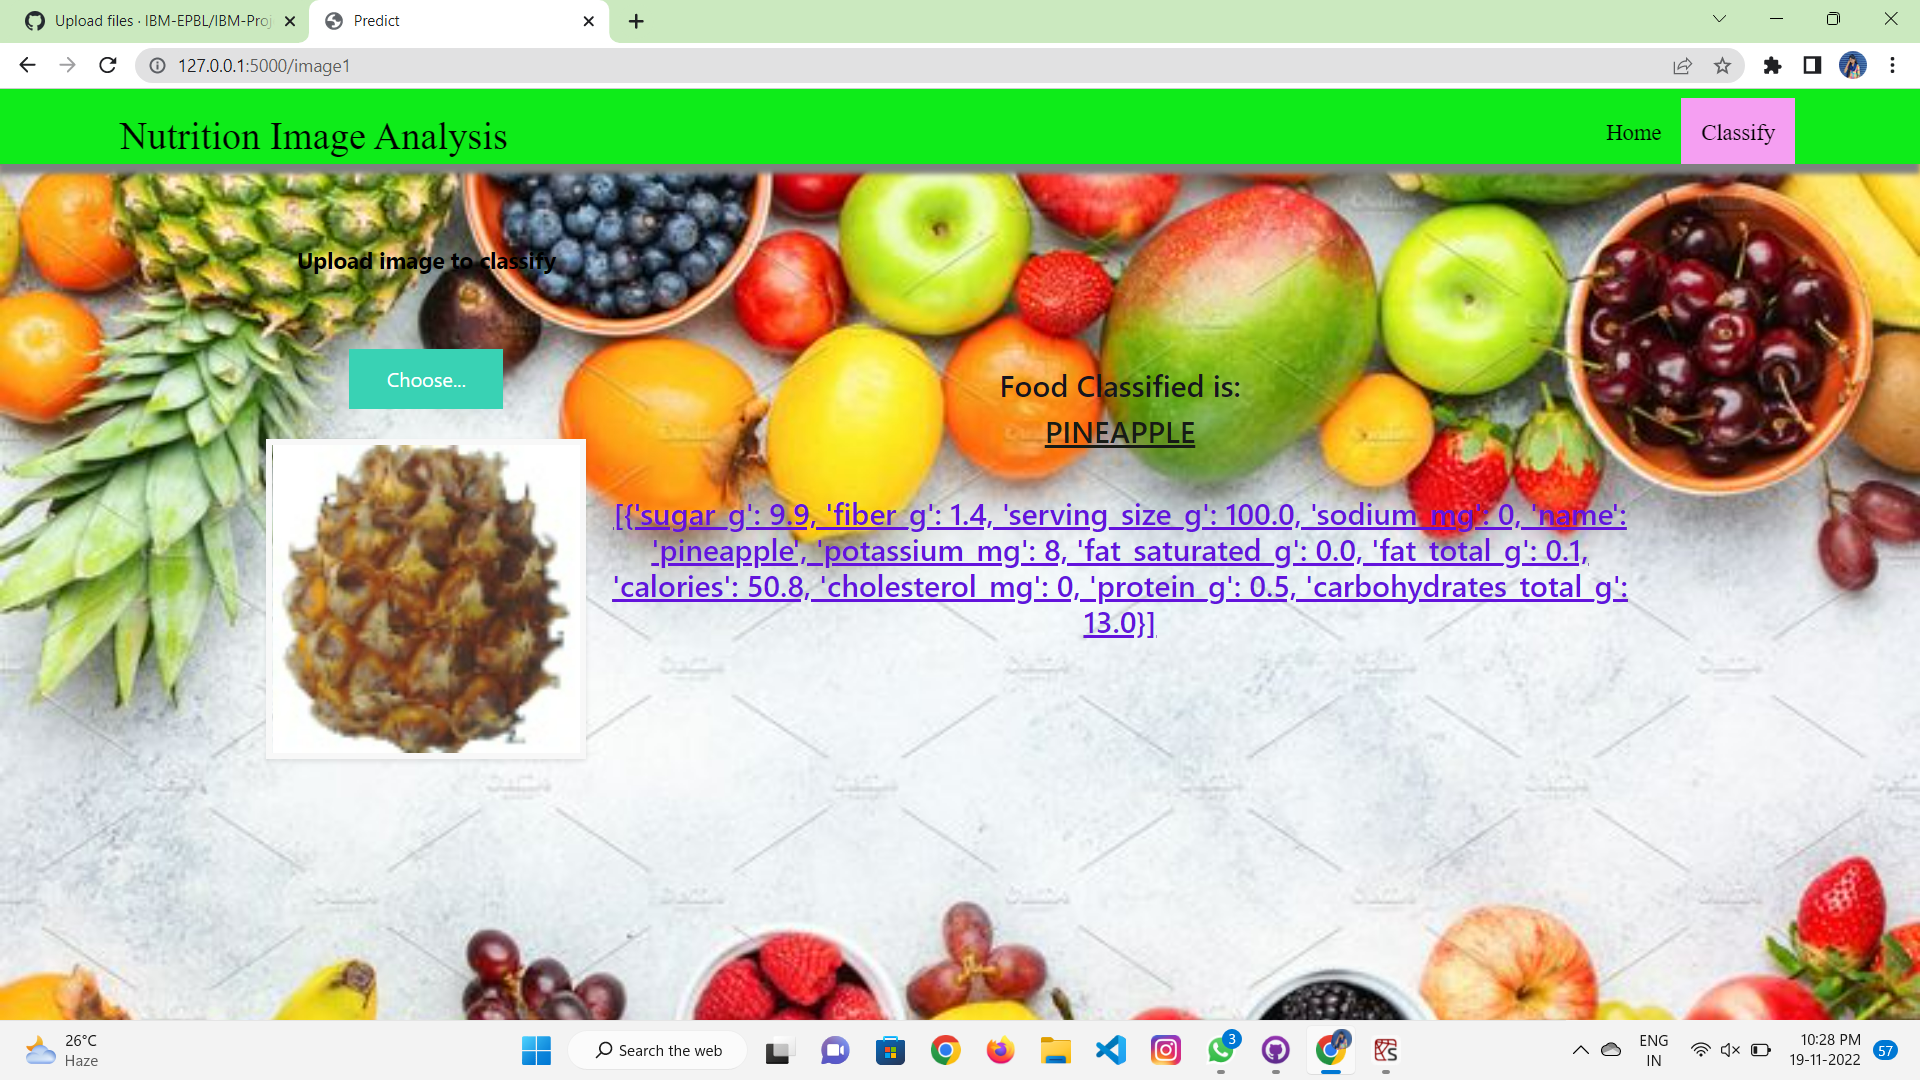 Upload files · IBM-EPBL/IBM-Proj
Predict
127.0.0.1:5000/image1
Nutrition Image Analysis
Home
Classify
Upload image to classify
Choose...
Food Classified is:
PINEAPPLE
[{'sugar_g': 9.9, 'fiber_g': 1.4, 'serving_size_g': 100.0, 'sodium_mg': 0, 'name':
'pineapple', 'potassium_mg': 8, 'fat_saturated_g': 0.0, 'fat_total_g': 0.1,
'calories': 50.8, 'cholesterol_mg': 0, 'protein_g': 0.5, 'carbohydrates_total_g':
13.0}]
26°C
Haze
Search the web
3
ENG
IN
10:28 PM
19-11-2022
57